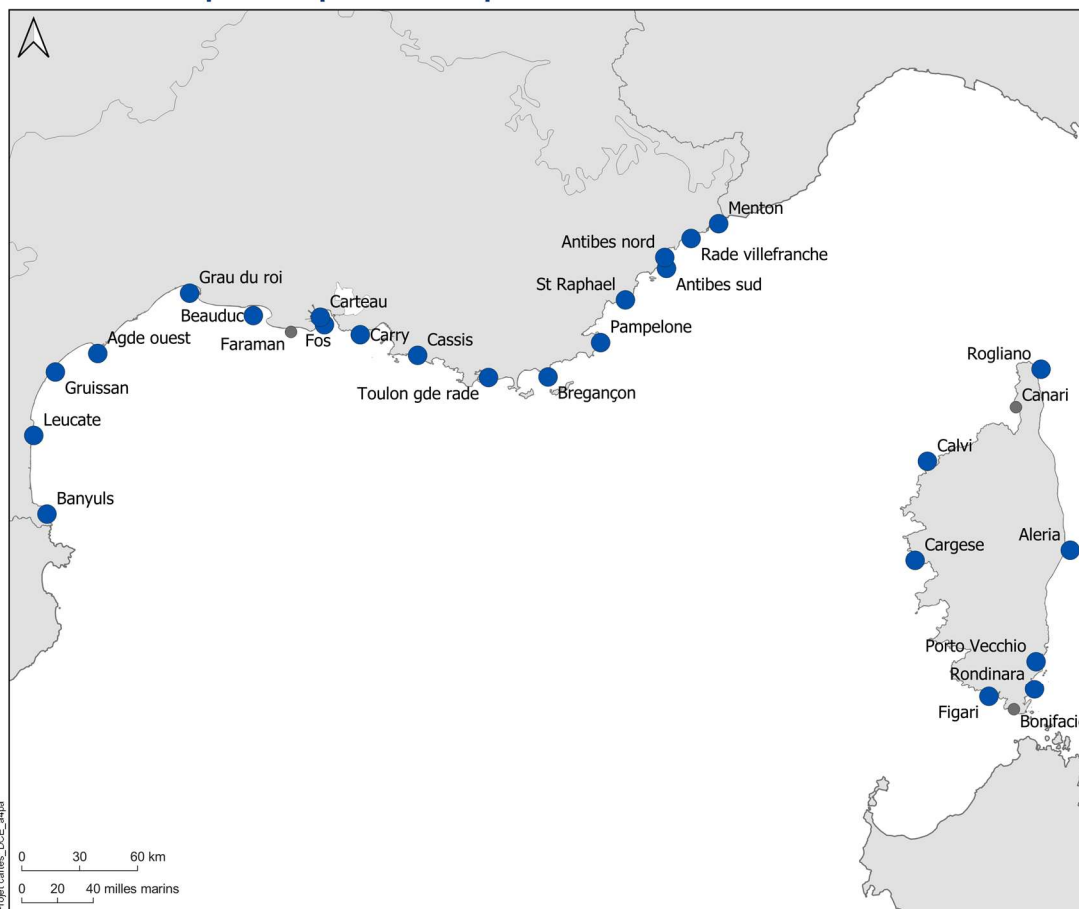 Menton
Antibes nord
Rade villefranche
Antibes sud
St Raphael
Grau du roi
Carteau
Beauduc
Pampelone
Faraman
Fos
Carry
Cassis
Agde ouest
Rogliano
Gruissan
Toulon gde rade
Bregançon
Canari
Leucate
Calvi
Banyuls
Aleria
Cargese
Porto Vecchio
Rondinara
Figari
0 30 60 km
0 20 40 milles marins